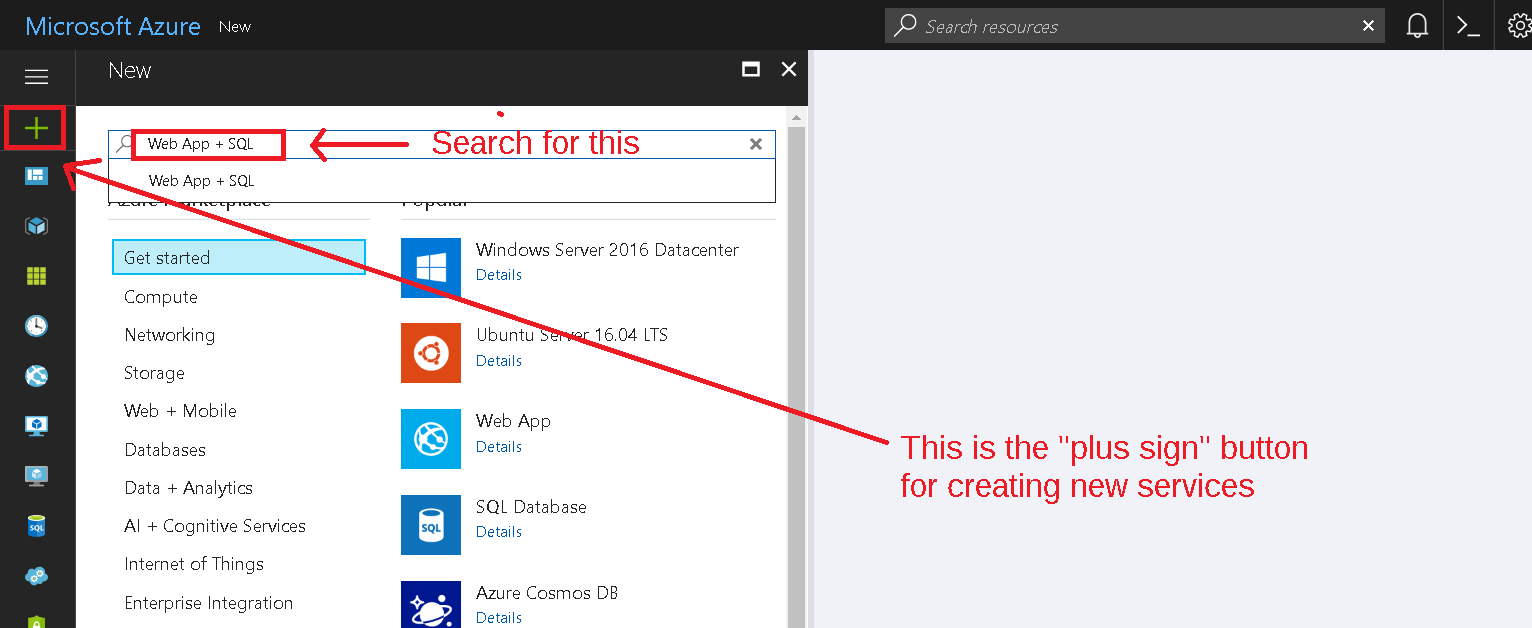 Microsoft Azure New
Search resources
New
Web App + SQL
Search for this
Web App + SQL
Azure Marketplace
Popular
Get started
Compute
Networking
Storage
Web + Mobile
Databases
Data + Analytics
AI + Cognitive Services
Internet of Things
Enterprise Integration
Windows Server 2016 Datacenter
Details
Ubuntu Server 16.04 LTS
Details
Web App
Details
SQL
SQL Database
Details
Azure Cosmos DB
Details
SQL
This is the "plus sign" button
for creating new services